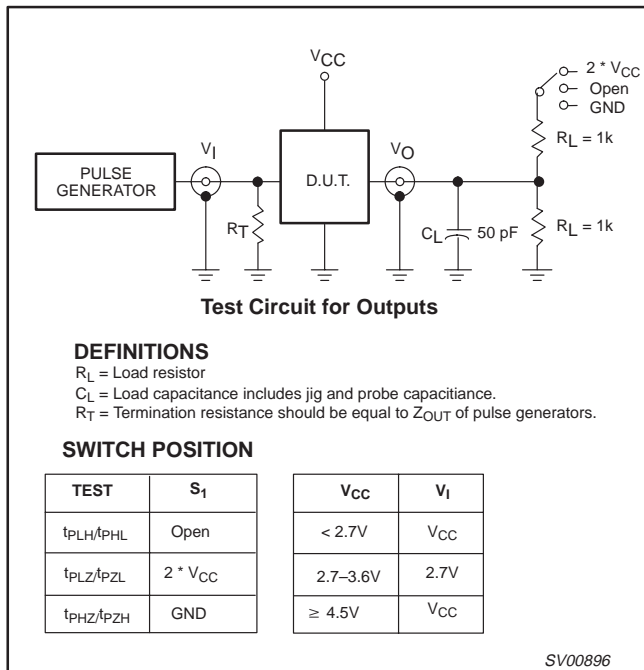 VCC
2 * VCC
Open
GND
VI
VO
RL = 1k
PULSE
GENERATOR
D.U.T.
RT
CL
50 pF
RL = 1k
Test Circuit for Outputs
DEFINITIONS
RL = Load resistor
CL = Load capacitance includes jig and probe capacitiance.
RT = Termination resistance should be equal to ZOUT of pulse generators.
SWITCH POSITION
TEST S1
tPLH/tPHL Open
tPLZ/tPZL 2 * VCC
tPHZ/tPZH GND
VCC VI
< 2.7V VCC
2.7–3.6V 2.7V
≥ 4.5V VCC
SV00896